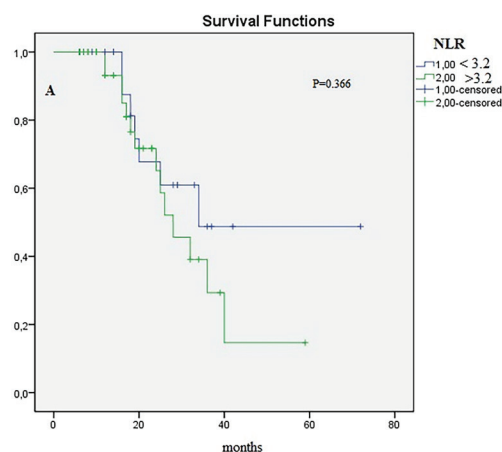 Survival Functions
NLR
1,00 < 3.2
2,00 >3.2
1,00-censored
2,00-censored
A
P=0.366
1,0
0,8
0,6
0,4
0,2
0,0
0 20 40 60 80
months